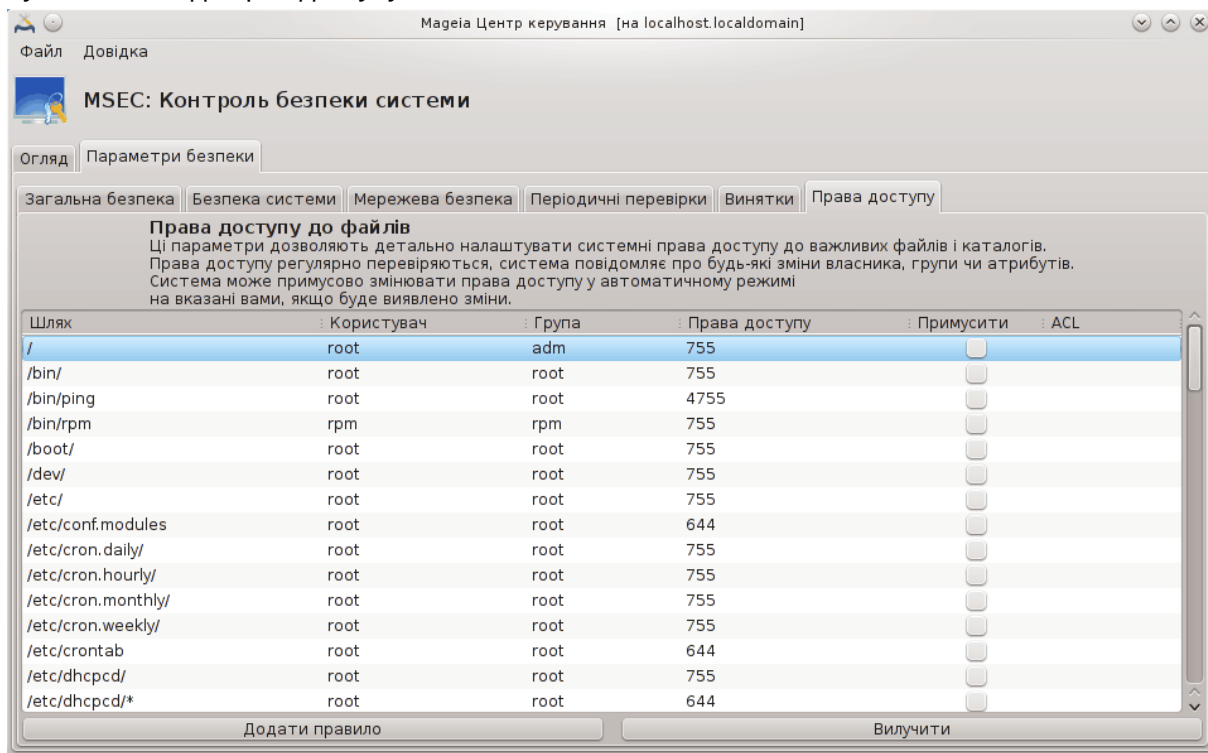 Mageia Центр керування [на localhost.localdomain]
Файл Довідка
MSEC: Контроль безпеки системи
Огляд Параметри безпеки
Загальна безпека Безпека системи Мережева безпека Періодичні перевірки Винятки Права доступу
Права доступу до файлів
Ці параметри дозволяють детально налаштувати системні права доступу до важливих файлів і каталогів.
Права доступу регулярно перевіряються, система повідомляє про будь-які зміни власника, групи чи атрибутів.
Система може примусово змінювати права доступу у автоматичному режимі
на вказані вами, якщо буде виявлено зміни.
Шлях Користувач Група Права доступу Примусити ACL
/ root adm 755
/bin/ root root 755
/bin/ping root root 4755
/bin/rpm rpm rpm 755
/boot/ root root 755
/dev/ root root 755
/etc/ root root 755
/etc/conf.modules root root 644
/etc/cron.daily/ root root 755
/etc/cron.hourly/ root root 755
/etc/cron.monthly/ root root 755
/etc/cron.weekly/ root root 755
/etc/crontab root root 644
/etc/dhcpcd/ root root 755
/etc/dhcpcd/* root root 644
Додати правило Вилучити